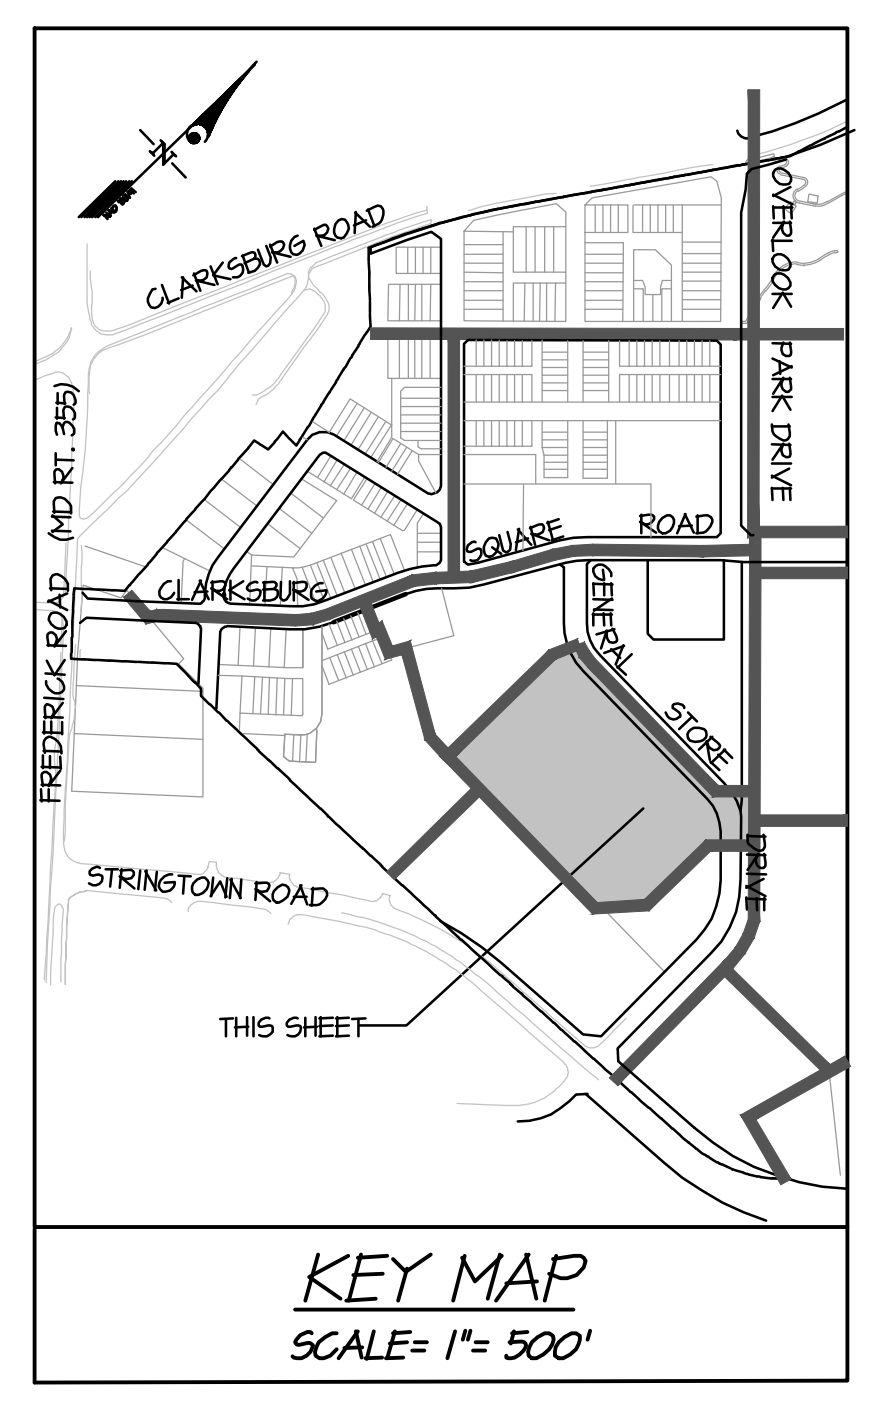 N
CLARKSBURG ROAD
OVERLOOK PARK DRIVE
FREDERICK ROAD (MD RT. 355)
CLARKSBURG SQUARE ROAD
GENERAL STORE DRIVE
STRINGTOWN ROAD
THIS SHEET
KEY MAP
SCALE= 1"= 500'